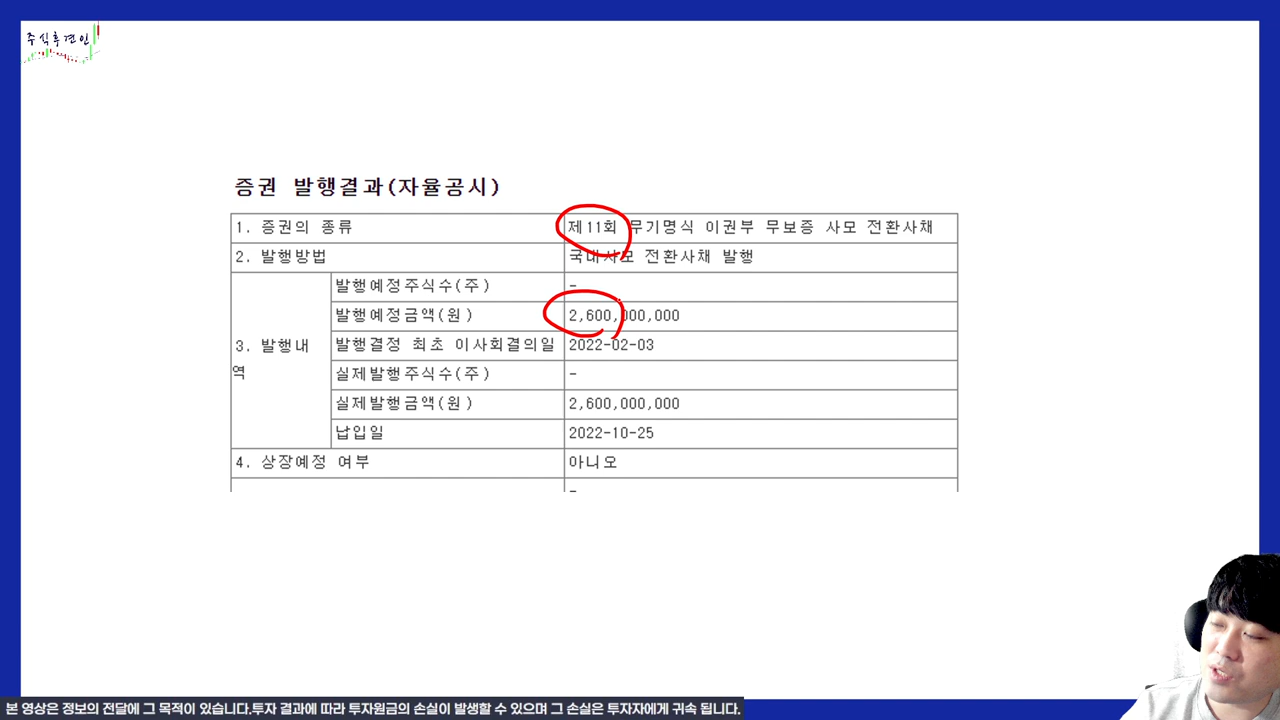 주식후견인
증권 발행결과(자율공시)
1. 증권의 종류 제11회 무기명식 이권부 무보증 사모 전환사채
2. 발행방법 국내사모 전환사채 발행
3. 발행내역 발행예정주식수(주) -
발행예정금액(원) 2,600,000,000
발행결정 최초 이사회결의일 2022-02-03
실제발행주식수(주) -
실제발행금액(원) 2,600,000,000
납입일 2022-10-25
4. 상장예정 여부 아니오
-
본 영상은 정보의 전달에 그 목적이 있습니다.투자 결과에 따라 투자원금의 손실이 발생할 수 있으며 그 손실은 투자자에게 귀속 됩니다.